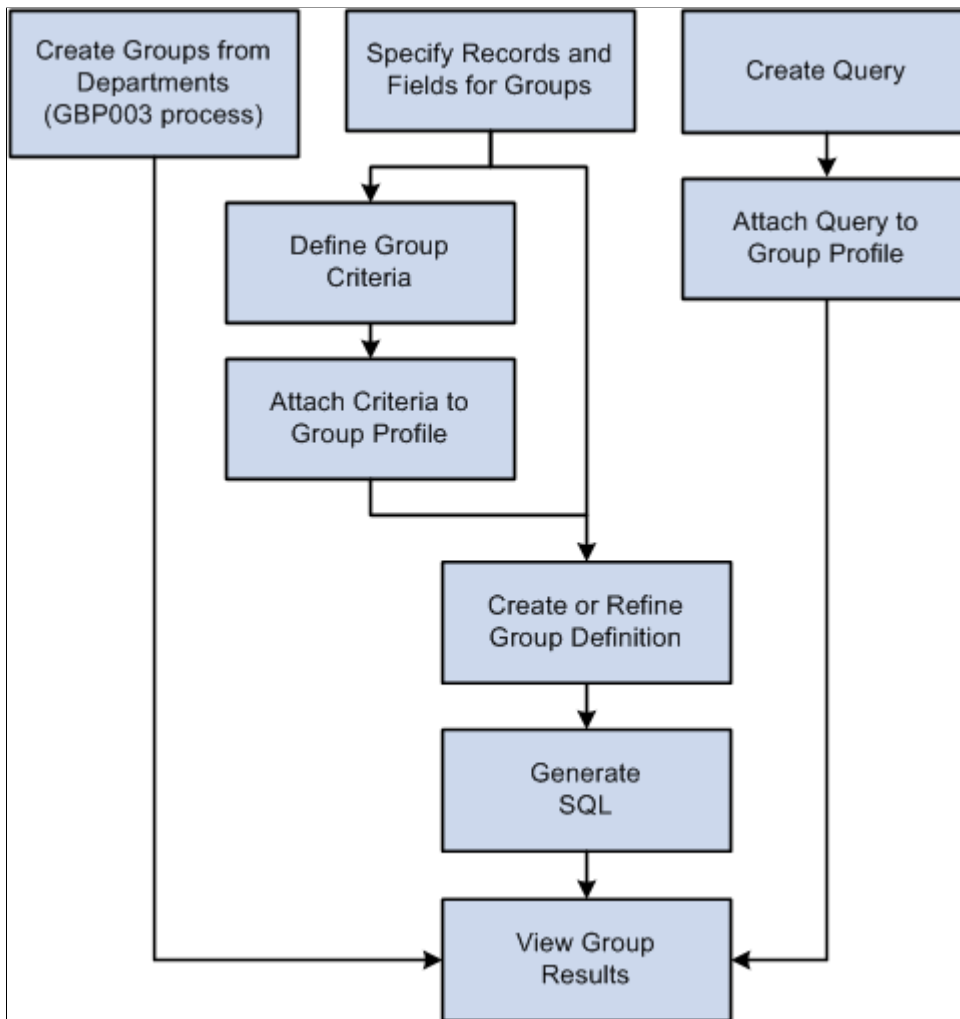 Create Groups from
Departments
(GBP003 process)
Specify Records and
Fields for Groups
Create Query
Define Group
Criteria
Attach Query to
Group Profile
Attach Criteria to
Group Profile
Create or Refine
Group Definition
Generate
SQL
View Group
Results